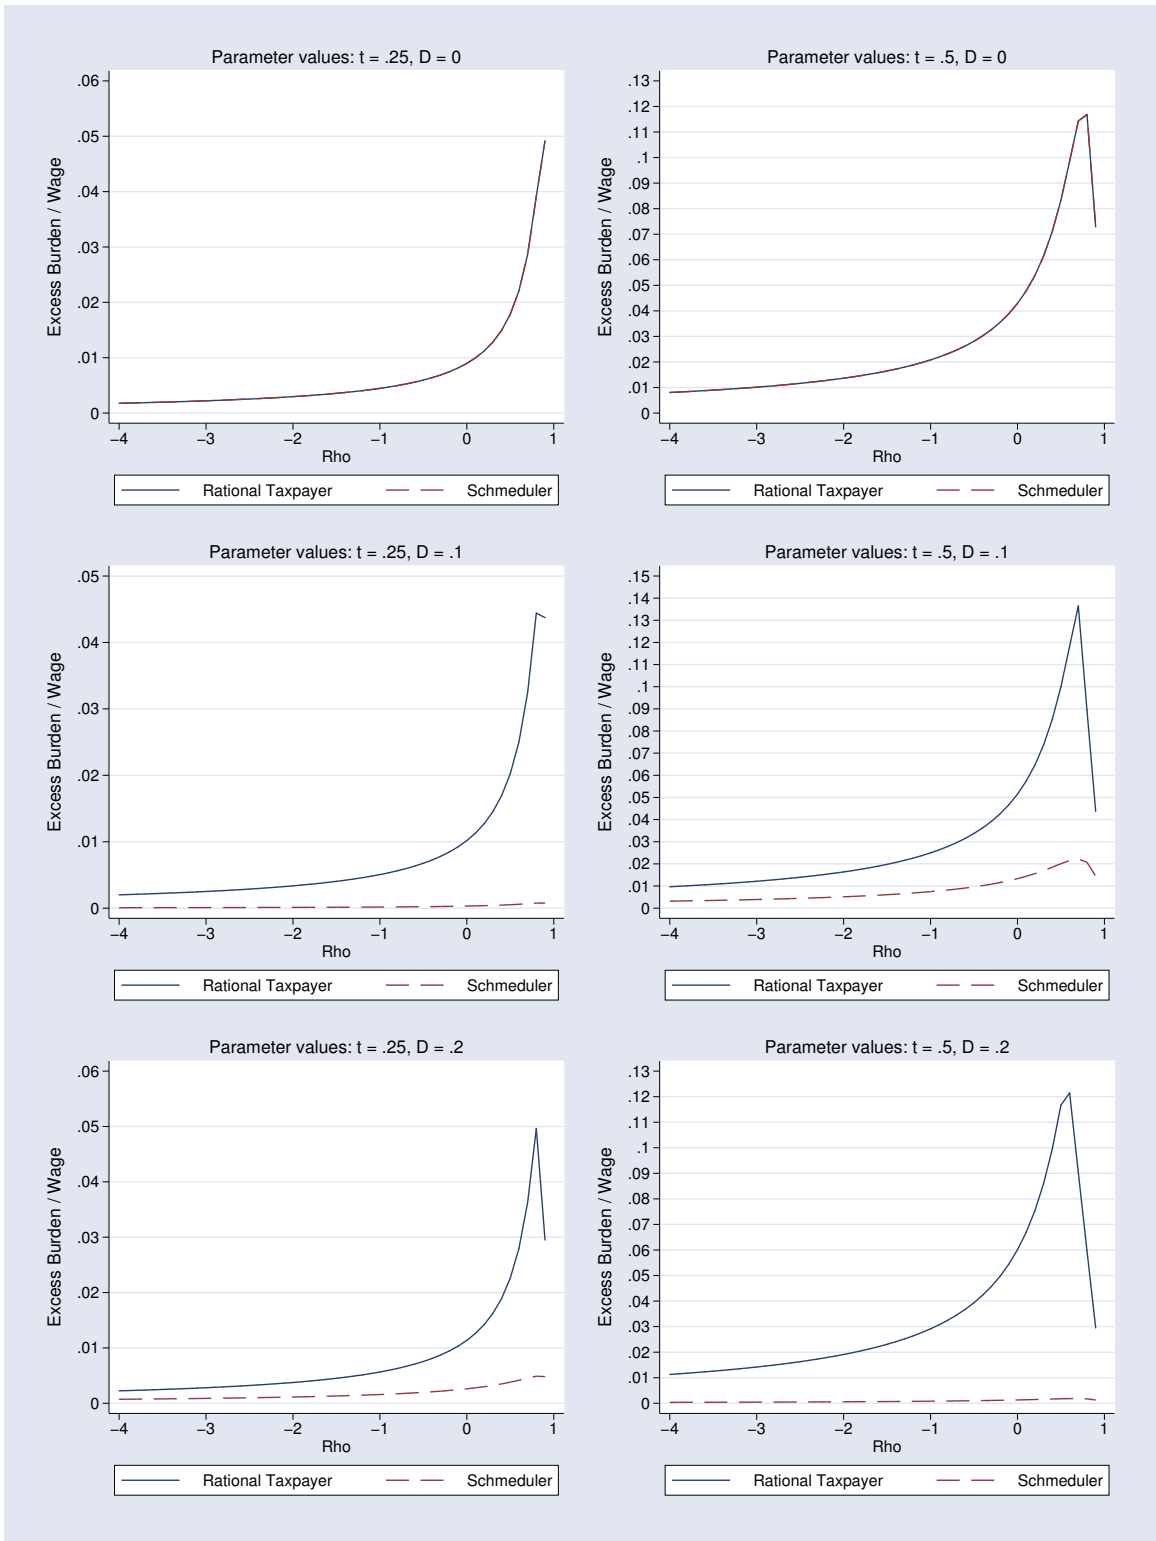 Parameter values: t = .25, D = 0
Excess Burden / Wage
.06
.05
.04
.03
.02
.01
0
−4 −3 −2 −1 0 1
Rho
Rational Taxpayer Schmeduler
Parameter values: t = .5, D = 0
Excess Burden / Wage
.13
.12
.11
.1
.09
.08
.07
.06
.05
.04
.03
.02
.01
0
−4 −3 −2 −1 0 1
Rho
Rational Taxpayer Schmeduler
Parameter values: t = .25, D = .1
Excess Burden / Wage
.05
.04
.03
.02
.01
0
−4 −3 −2 −1 0 1
Rho
Rational Taxpayer Schmeduler
Parameter values: t = .5, D = .1
Excess Burden / Wage
.15
.14
.13
.12
.11
.1
.09
.08
.07
.06
.05
.04
.03
.02
.01
0
−4 −3 −2 −1 0 1
Rho
Rational Taxpayer Schmeduler
Parameter values: t = .25, D = .2
Excess Burden / Wage
.06
.05
.04
.03
.02
.01
0
−4 −3 −2 −1 0 1
Rho
Rational Taxpayer Schmeduler
Parameter values: t = .5, D = .2
Excess Burden / Wage
.13
.12
.11
.1
.09
.08
.07
.06
.05
.04
.03
.02
.01
0
−4 −3 −2 −1 0 1
Rho
Rational Taxpayer Schmeduler